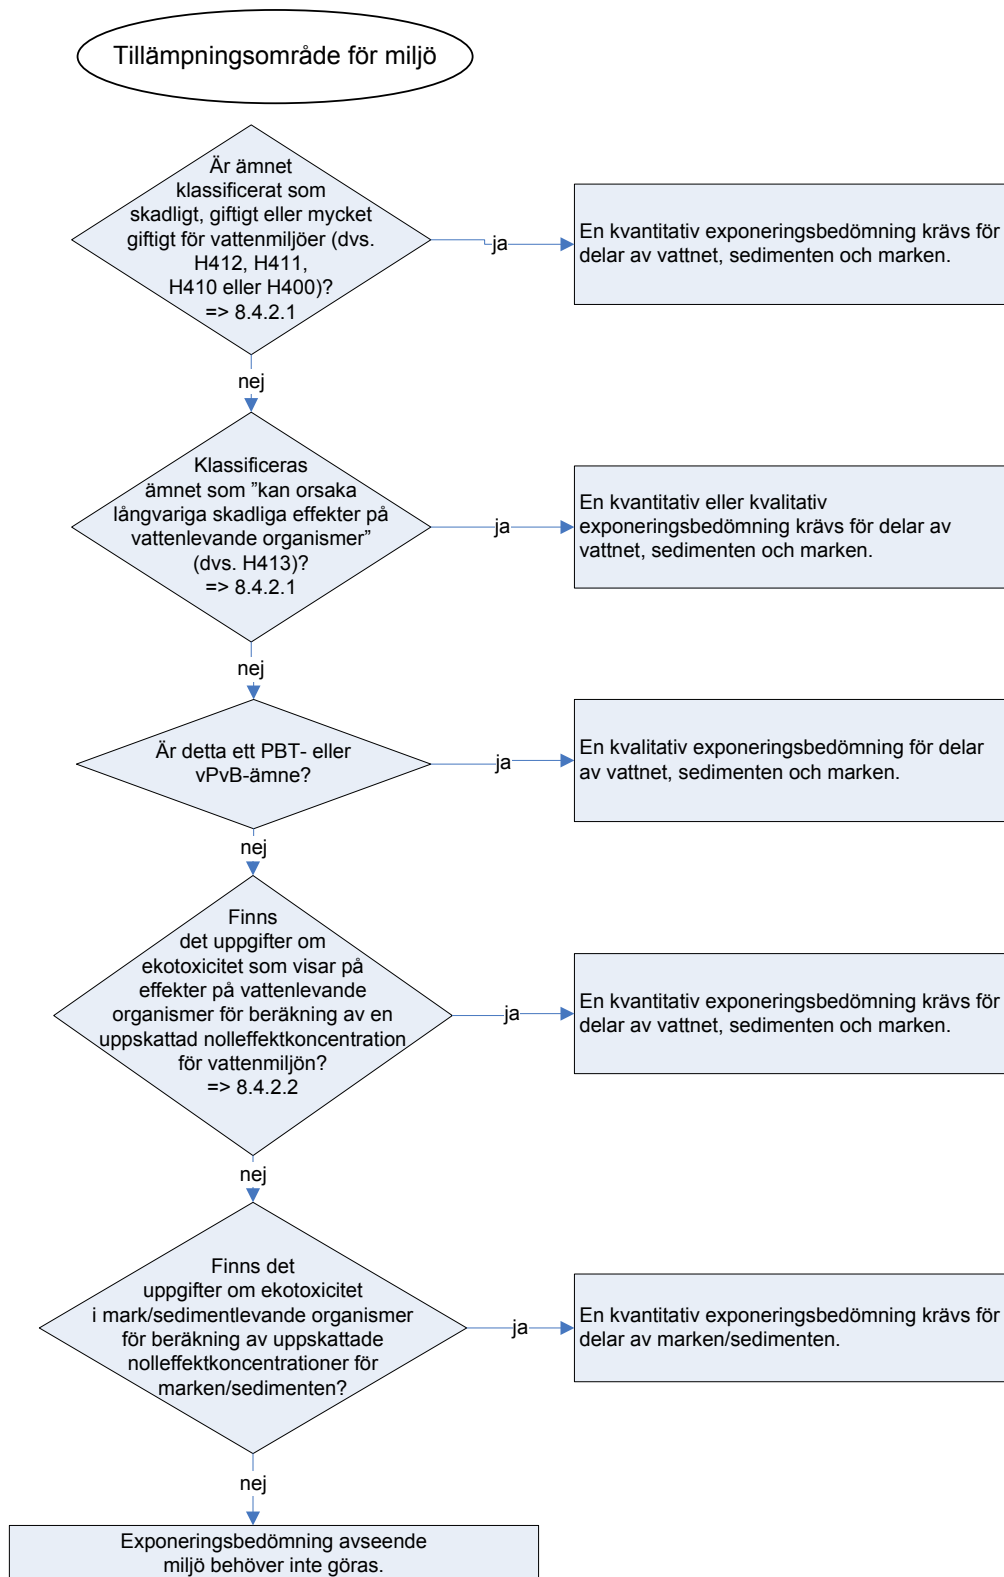 Tillämpningsområde för miljö
Är ämnet
klassificerat som
skadligt, giftigt eller mycket
giftigt för vattenmiljöer (dvs.
H412, H411,
H410 eller H400)?
=> 8.4.2.1
ja
En kvantitativ exponeringsbedömning krävs för
delar av vattnet, sedimenten och marken.
nej
Klassificeras
ämnet som ”kan orsaka
långvariga skadliga effekter på
vattenlevande organismer”
(dvs. H413)?
=> 8.4.2.1
ja
En kvantitativ eller kvalitativ
exponeringsbedömning krävs för delar av
vattnet, sedimenten och marken.
nej
Är detta ett PBT- eller
vPvB-ämne?
ja
En kvalitativ exponeringsbedömning för delar
av vattnet, sedimenten och marken.
nej
Finns
det uppgifter om
ekotoxicitet som visar på
effekter på vattenlevande
organismer för beräkning av en
uppskattad nolleffektkoncentration
för vattenmiljön?
=> 8.4.2.2
ja
En kvantitativ exponeringsbedömning krävs för
delar av vattnet, sedimenten och marken.
nej
Finns det
uppgifter om ekotoxicitet
i mark/sedimentlevande organismer
för beräkning av uppskattade
nolleffektkoncentrationer för
marken/sedimenten?
ja
En kvantitativ exponeringsbedömning krävs för
delar av marken/sedimenten.
nej
Exponeringsbedömning avseende
miljö behöver inte göras.